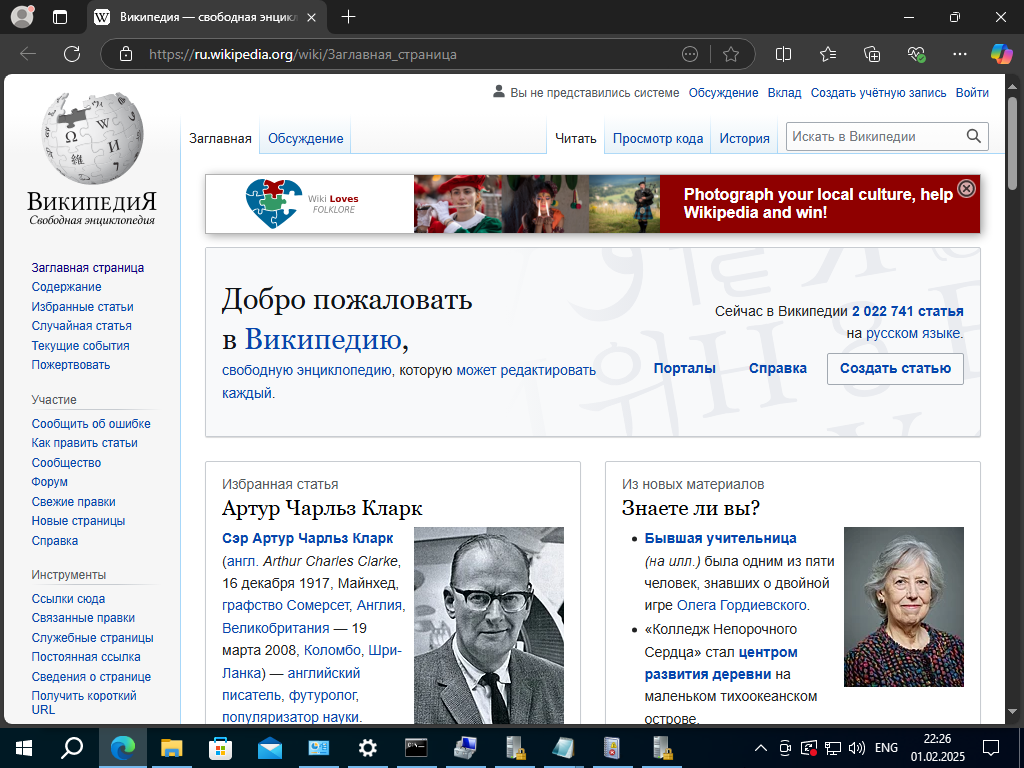 Википедия — свободная энцикл
https://ru.wikipedia.org/wiki/Заглавная_страница
Вы не представились системе Обсуждение Вклад Создать учётную запись Войти
Заглавная Обсуждение Читать Просмотр кода История Искать в Википедии
ВикипедиЯ
Свободная энциклопедия
Заглавная страница
Содержание
Избранные статьи
Случайная статья
Текущие события
Пожертвовать
Участие
Сообщить об ошибке
Как править статьи
Сообщество
Форум
Свежие правки
Новые страницы
Справка
Инструменты
Ссылки сюда
Связанные правки
Служебные страницы
Постоянная ссылка
Сведения о странице
Получить короткий
URL
Wiki Loves
FOLKLORE
Photograph your local culture, help
Wikipedia and win!
Добро пожаловать
в Википедию,
свободную энциклопедию, которую может редактировать
каждый.
Сейчас в Википедии 2 022 741 статья
на русском языке.
Порталы Справка Создать статью
Избранная статья
Артур Чарльз Кларк
Сэр Артур Чарльз Кларк
(англ. Arthur Charles Clarke,
16 декабря 1917, Майнхед,
графство Сомерсет, Англия,
Великобритания — 19
марта 2008, Коломбо, Шри-
Ланка) — английский
писатель, футуролог,
популяризатор науки.
Из новых материалов
Знаете ли вы?
Бывшая учительница
(на илл.) была одним из пяти
человек, знавших о двойной
игре Олега Гордиевского.
«Колледж Непорочного
Сердца» стал центром
развития деревни на
маленьком тихоокеанском
острове.
ENG
22:26
01.02.2025